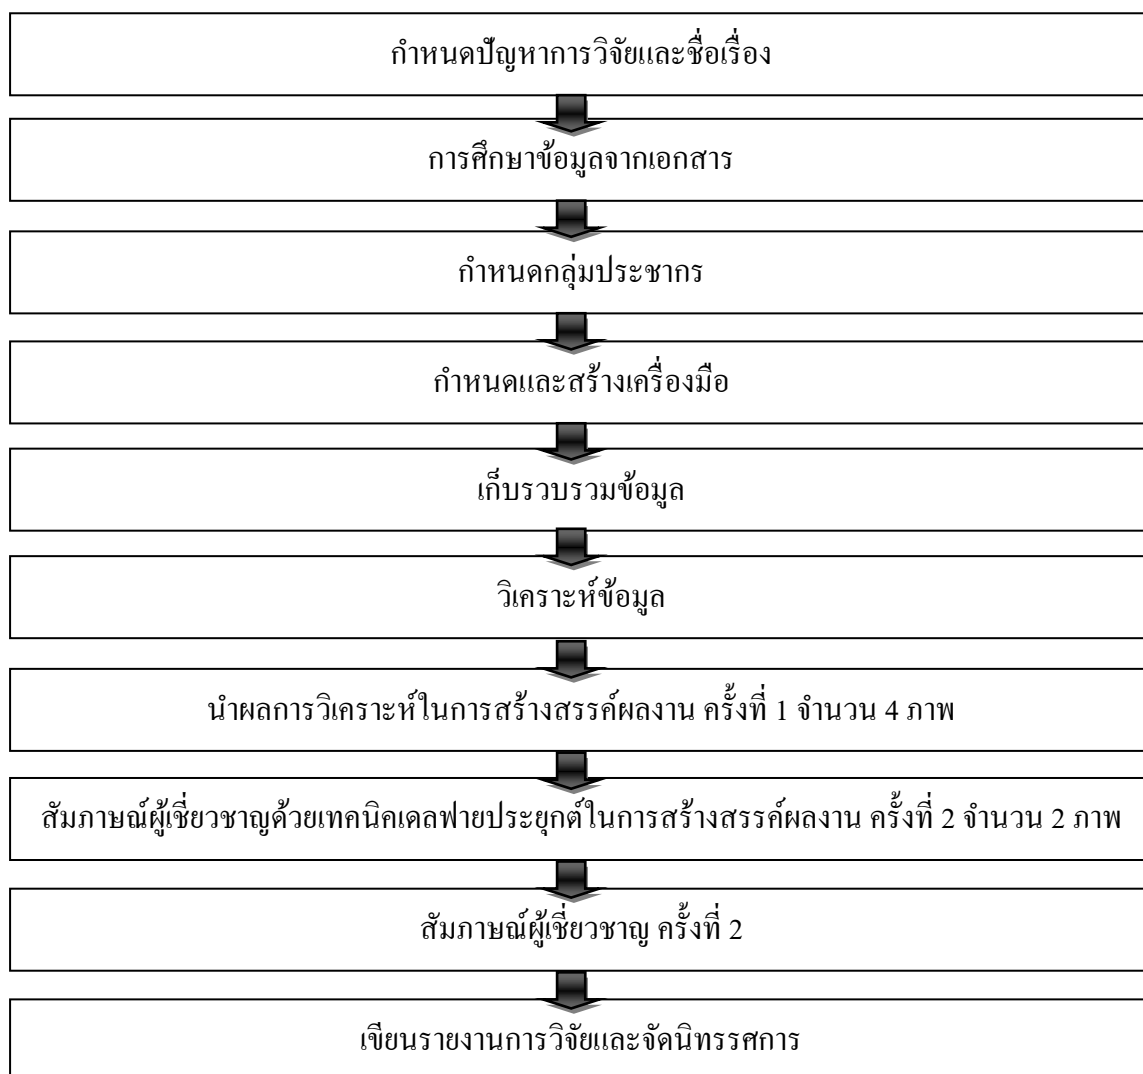 กำหนดปัญหาการวิจัยและชื่อเรื่อง
การศึกษาข้อมูลจากเอกสาร
กำหนดกลุ่มประชากร
กำหนดและสร้างเครื่องมือ
เก็บรวบรวมข้อมูล
วิเคราะห์ข้อมูล
นำผลการวิเคราะห์ในการสร้างสรรค์ผลงาน ครั้งที่ 1 จำนวน 4 ภาพ
สัมภาษณ์ผู้เชี่ยวชาญด้วยเทคนิคเดลฟายประยุกต์ในการสร้างสรรค์ผลงาน ครั้งที่ 2 จำนวน 2 ภาพ
สัมภาษณ์ผู้เชี่ยวชาญ ครั้งที่ 2
เขียนรายงานการวิจัยและจัดนิทรรศการ